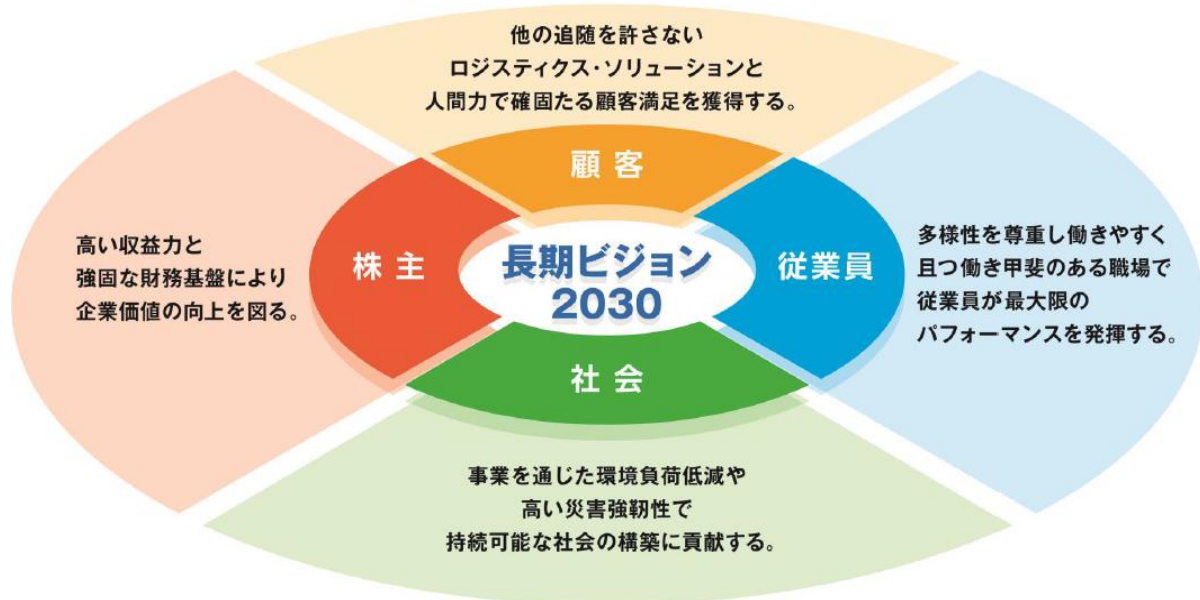 他の追随を許さない
ロジスティクス・ソリューションと
人間力で確固たる顧客満足を獲得する。
顧客
高い収益力と
強固な財務基盤により
企業価値の向上を図る。
株主
長期ビジョン
2030
従業員
多様性を尊重し働きやすく
且つ働き甲斐のある職場で
従業員が最大限の
パフォーマンスを発揮する。
社会
事業を通じた環境負荷低減や
高い災害強靭性で
持続可能な社会の構築に貢献する。